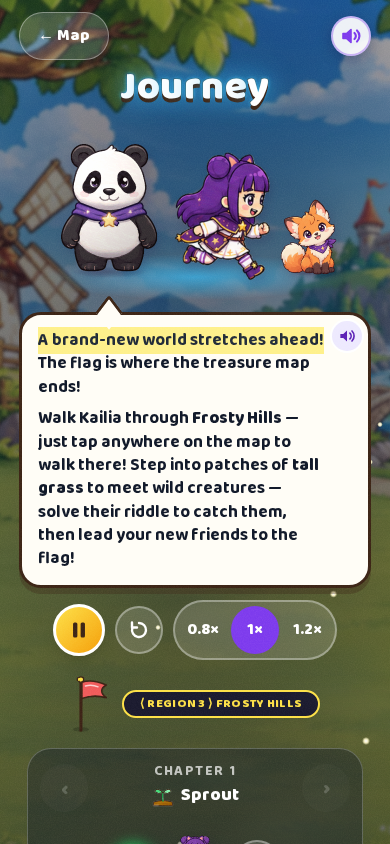 ← Map
Journey
A brand-new world stretches ahead!
The flag is where the treasure map
ends!
Walk Kailia through Frosty Hills —
just tap anywhere on the map to
walk there! Step into patches of tall
grass to meet wild creatures —
solve their riddle to catch them,
then lead your new friends to the
flag!
0.8× 1× 1.2×
⟨ REGION 3 ⟩ FROSTY HILLS
CHAPTER 1
‹ Sprout ›